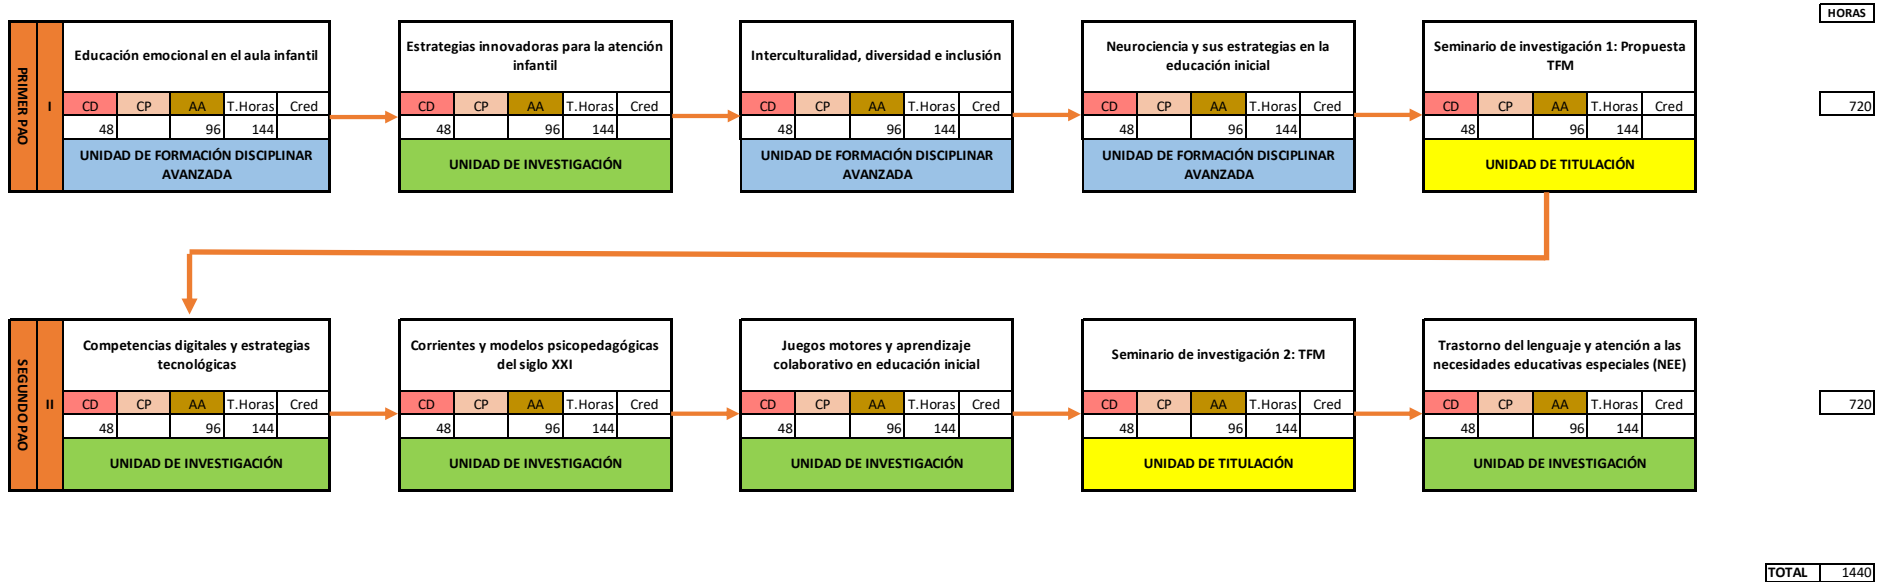 HORAS
PRIMER PAO
I
Educación emocional en el aula infantil
CD CP AA T.Horas Cred
48 96 144
UNIDAD DE FORMACIÓN DISCIPLINAR
AVANZADA
Estrategias innovadoras para la atención
infantil
CD CP AA T.Horas Cred
48 96 144
UNIDAD DE INVESTIGACIÓN
Interculturalidad, diversidad e inclusión
CD CP AA T.Horas Cred
48 96 144
UNIDAD DE FORMACIÓN DISCIPLINAR
AVANZADA
Neurociencia y sus estrategias en la
educación inicial
CD CP AA T.Horas Cred
48 96 144
UNIDAD DE FORMACIÓN DISCIPLINAR
AVANZADA
Seminario de investigación 1: Propuesta
TFM
CD CP AA T.Horas Cred
48 96 144
UNIDAD DE TITULACIÓN
720
SEGUNDO PAO
II
Competencias digitales y estrategias
tecnológicas
CD CP AA T.Horas Cred
48 96 144
UNIDAD DE INVESTIGACIÓN
Corrientes y modelos psicopedagógicas
del siglo XXI
CD CP AA T.Horas Cred
48 96 144
UNIDAD DE INVESTIGACIÓN
Juegos motores y aprendizaje
colaborativo en educación inicial
CD CP AA T.Horas Cred
48 96 144
UNIDAD DE INVESTIGACIÓN
Seminario de investigación 2: TFM
CD CP AA T.Horas Cred
48 96 144
UNIDAD DE TITULACIÓN
Trastorno del lenguaje y atención a las
necesidades educativas especiales (NEE)
CD CP AA T.Horas Cred
48 96 144
UNIDAD DE INVESTIGACIÓN
720
TOTAL 1440